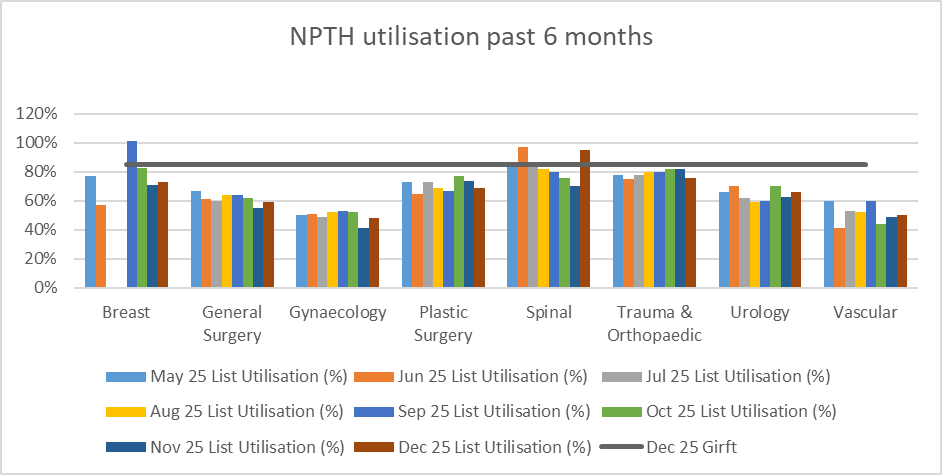 NPTH utilisation past 6 months
120%
100%
80%
60%
40%
20%
0%
Breast
General
Surgery
Gynaecology
Plastic
Surgery
Spinal
Trauma &
Orthopaedic
Urology
Vascular
May 25 List Utilisation (%)
Jun 25 List Utilisation (%)
Jul 25 List Utilisation (%)
Aug 25 List Utilisation (%)
Sep 25 List Utilisation (%)
Oct 25 List Utilisation (%)
Nov 25 List Utilisation (%)
Dec 25 List Utilisation (%)
Dec 25 Girft